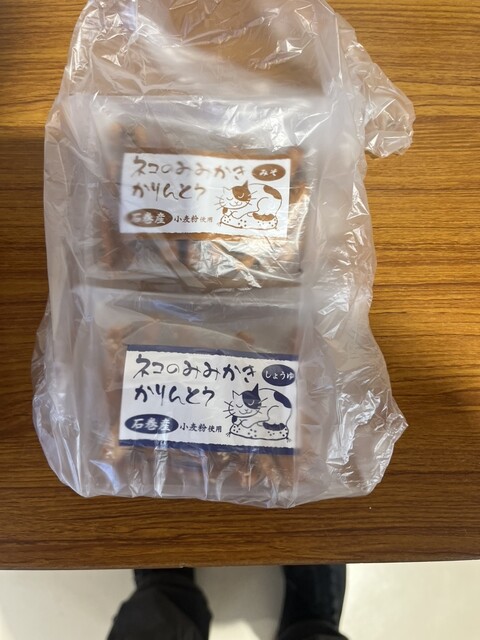 ネコのみみかき みそ
かりんとう
石巻産 小麦粉使用
ネコのみみかき しょうゆ
かりんとう
石巻産 小麦粉使用